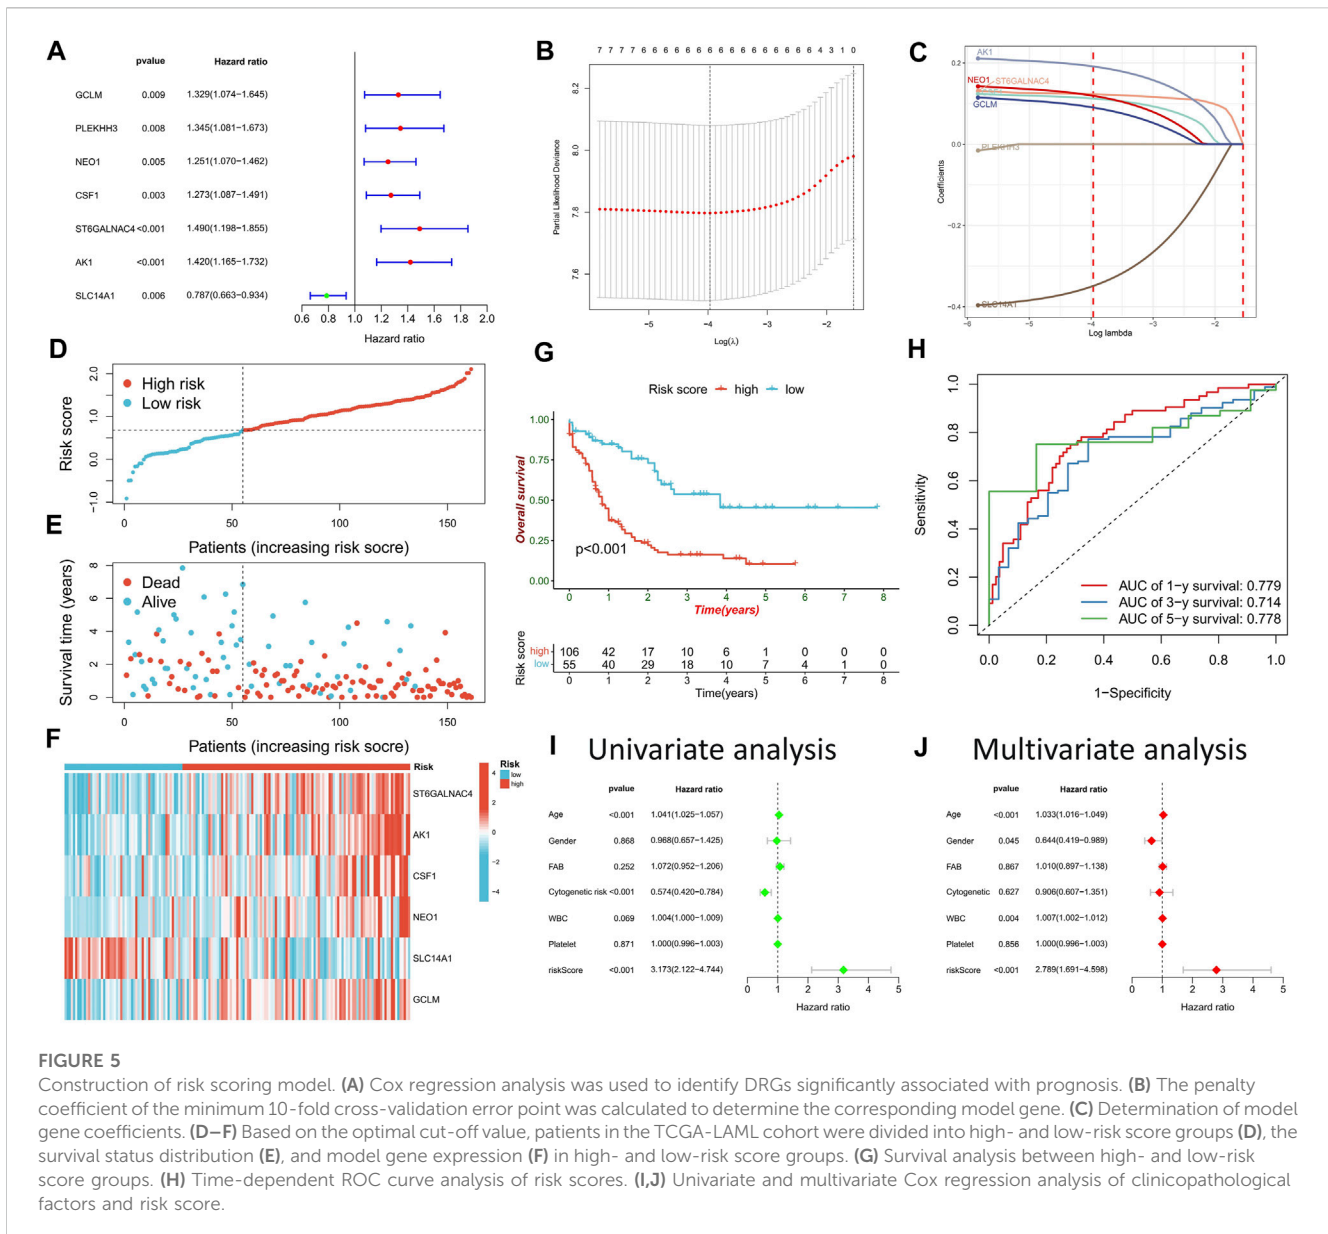 A
pvalue Hazard ratio
GCLM 0.009 1.329(1.074−1.645)
PLEKHH3 0.008 1.345(1.081−1.673)
NEO1 0.005 1.251(1.070−1.462)
CSF1 0.003 1.273(1.087−1.491)
ST6GALNAC4 <0.001 1.490(1.198−1.855)
AK1 <0.001 1.420(1.165−1.732)
SLC14A1 0.006 0.787(0.663−0.934)
0.6 0.8 1.0 1.2 1.4 1.6 1.8 2.0
Hazard ratio
B
7 7 7 7 6 6 6 6 6 6 6 6 6 6 6 6 6 6 6 6 6 4 3 1 0
Partial Likelihood Deviance
8.2
8.0
7.8
7.6
−5 −4 −3 −2
Log(λ)
C
Coefficients
0.2
0.0
−0.2
−0.4
AK1
NEO1
ST6GALNAC4
GCLM
PLEKHH3
SLC14A1
−6 −5 −4 −3 −2
Log lambda
D
Risk score
2.0
1.0
0.0
−1.0
High risk
Low risk
0 50 100 150
Patients (increasing risk socre)
E
Survival time (years)
8
6
4
2
0
Dead
Alive
0 50 100 150
Patients (increasing risk socre)
F
Risk
ST6GALNAC4
AK1
CSF1
NEO1
SLC14A1
GCLM
4
2
0
−2
−4
Risk
low
high
G
Risk score high low
Overall survival
1.00
0.75
0.50
0.25
0.00
p<0.001
0 1 2 3 4 5 6 7 8
Time(years)
Risk score
high 106 42 17 10 6 1 0 0 0
low 55 40 29 18 10 7 4 1 0
0 1 2 3 4 5 6 7 8
Time(years)
H
Sensitivity
1.0
0.8
0.6
0.4
0.2
0.0
AUC of 1−y survival: 0.779
AUC of 3−y survival: 0.714
AUC of 5−y survival: 0.778
0.0 0.2 0.4 0.6 0.8 1.0
1−Specificity
I Univariate analysis
pvalue Hazard ratio
Age <0.001 1.041(1.025−1.057)
Gender 0.868 0.968(0.657−1.425)
FAB 0.252 1.072(0.952−1.206)
Cytogenetic risk <0.001 0.574(0.420−0.784)
WBC 0.069 1.004(1.000−1.009)
Platelet 0.871 1.000(0.996−1.003)
riskScore <0.001 3.173(2.122−4.744)
0 1 2 3 4 5
Hazard ratio
J Multivariate analysis
pvalue Hazard ratio
Age <0.001 1.033(1.016−1.049)
Gender 0.045 0.644(0.419−0.989)
FAB 0.867 1.010(0.897−1.138)
Cytogenetic 0.627 0.906(0.607−1.351)
WBC 0.004 1.007(1.002−1.012)
Platelet 0.856 1.000(0.996−1.003)
riskScore <0.001 2.789(1.691−4.598)
0 1 2 3 4 5
Hazard ratio
FIGURE 5
Construction of risk scoring model. (A) Cox regression analysis was used to identify DRGs significantly associated with prognosis. (B) The penalty
coefficient of the minimum 10-fold cross-validation error point was calculated to determine the corresponding model gene. (C) Determination of model
gene coefficients. (D–F) Based on the optimal cut-off value, patients in the TCGA-LAML cohort were divided into high- and low-risk score groups (D), the
survival status distribution (E), and model gene expression (F) in high- and low-risk score groups. (G) Survival analysis between high- and low-risk
score groups. (H) Time-dependent ROC curve analysis of risk scores. (I,J) Univariate and multivariate Cox regression analysis of clinicopathological
factors and risk score.